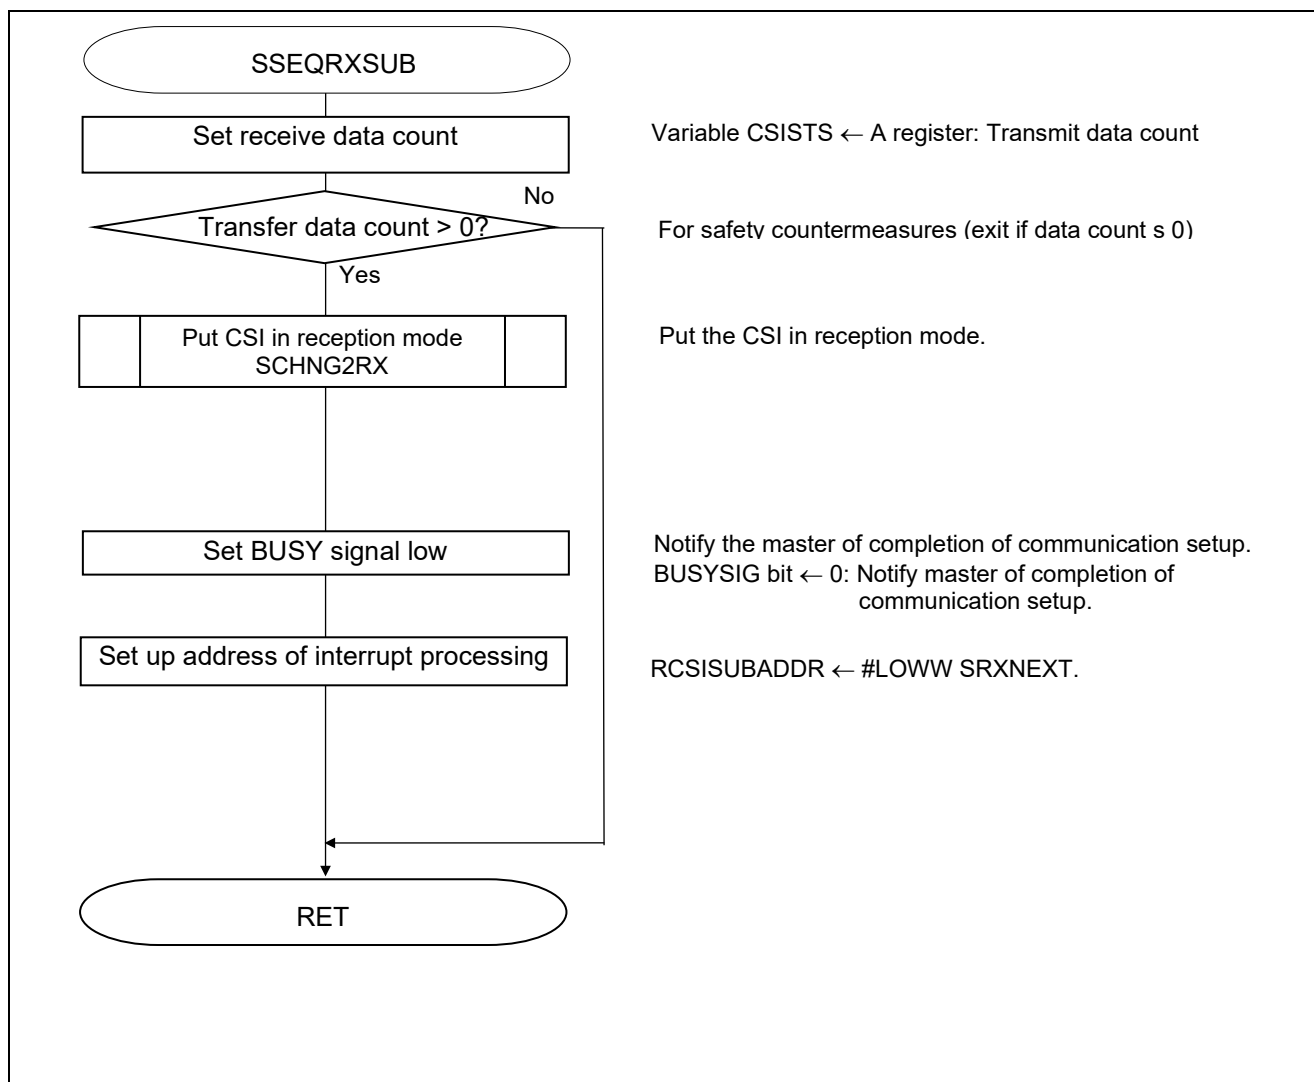 SSEQRXSUB
Set receive data count
Variable CSISTS ← A register: Transmit data count
No
Transfer data count > 0?
For safety countermeasures (exit if data count s 0)
Yes
Put CSI in reception mode
SCHNG2RX
Put the CSI in reception mode.
Set BUSY signal low
Notify the master of completion of communication setup.
BUSYSIG bit ← 0: Notify master of completion of
communication setup.
Set up address of interrupt processing
RCSISUBADDR ← #LOWW SRXNEXT.
RET